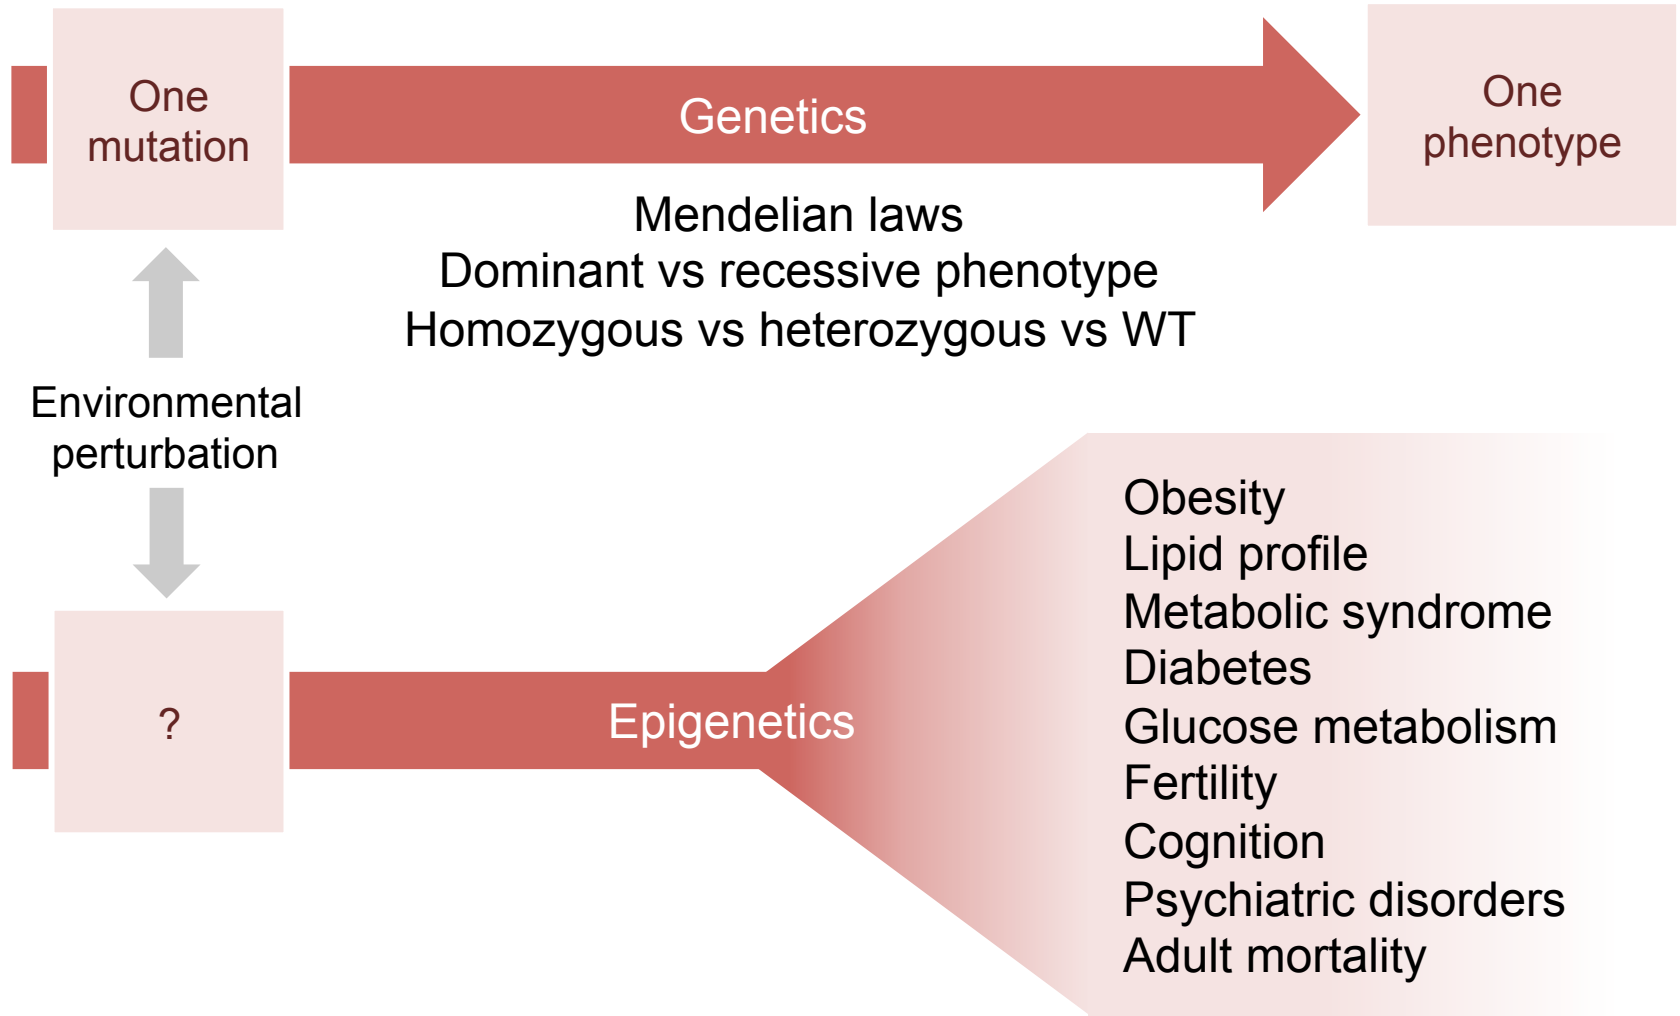 One
mutation
Genetics
One
phenotype
Mendelian laws
Dominant vs recessive phenotype
Homozygous vs heterozygous vs WT
Environmental
perturbation
?
Epigenetics
Obesity
Lipid profile
Metabolic syndrome
Diabetes
Glucose metabolism
Fertility
Cognition
Psychiatric disorders
Adult mortality